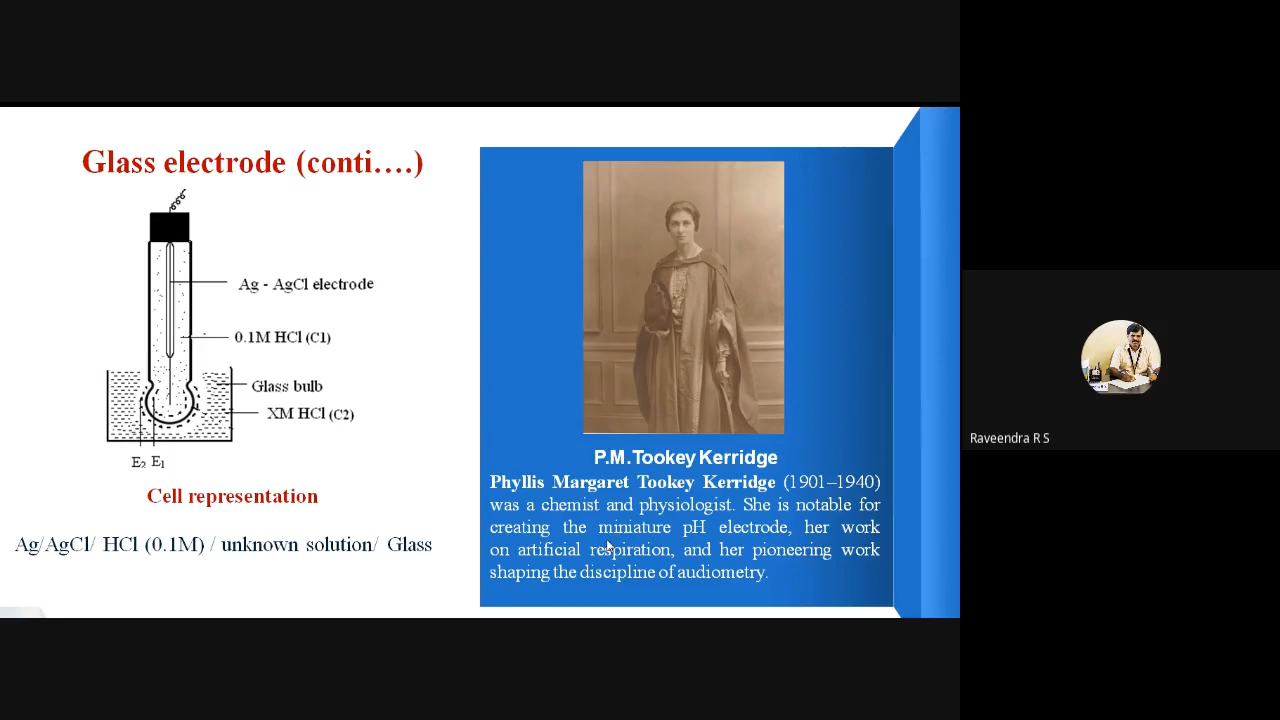 Glass electrode (conti….)
Ag - AgCl electrode
0.1M HCl (C1)
Glass bulb
XM HCl (C2)
E2 E1
Cell representation
Ag/AgCl/ HCl (0.1M) / unknown solution/ Glass
P.M.Tookey Kerridge
Phyllis Margaret Tookey Kerridge (1901–1940)
was a chemist and physiologist. She is notable for
creating the miniature pH electrode, her work
on artificial respiration, and her pioneering work
shaping the discipline of audiometry.
Raveendra R S